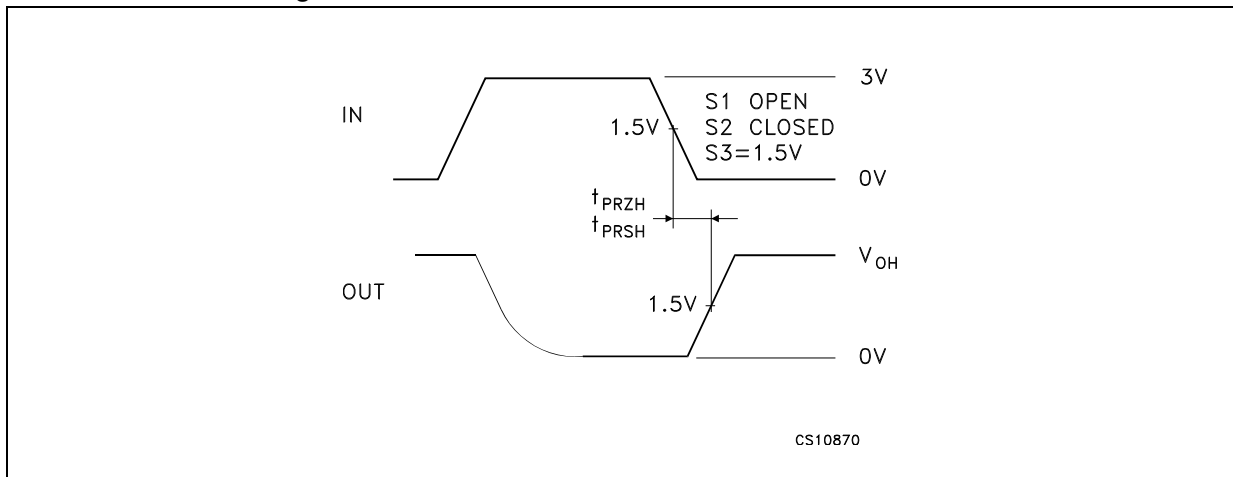 3V
S1 OPEN
IN
1.5V
S2 CLOSED
S3=1.5V
0V
tPRZH
tPRSH
VOH
OUT
1.5V
0V
CS10870